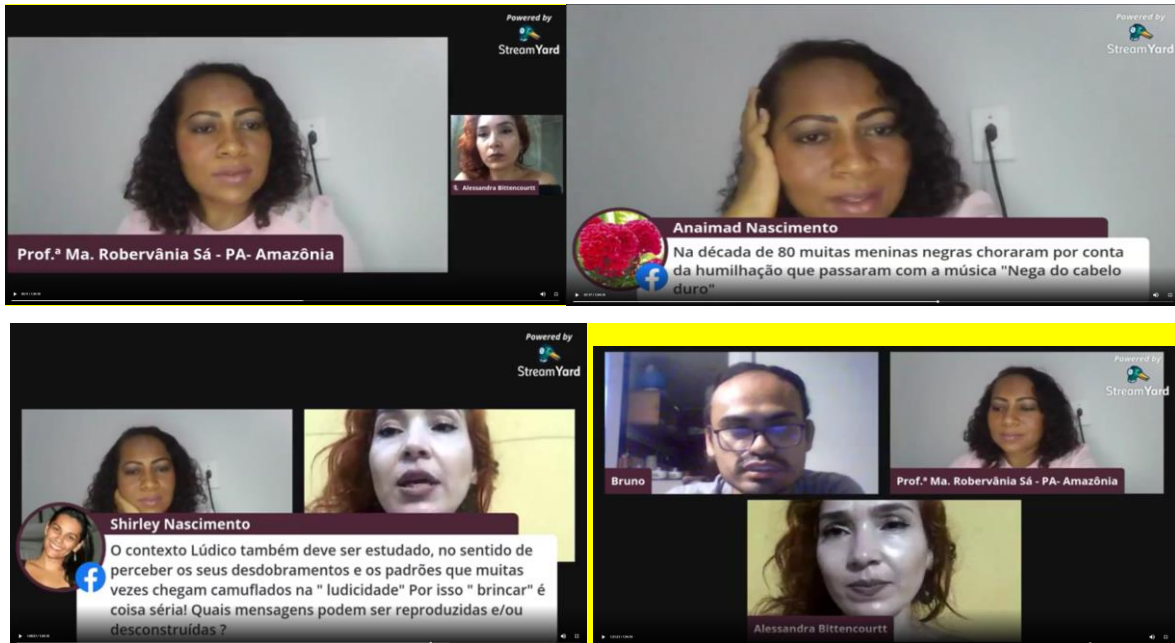 Powered by
StreamYard
Alessandra Bittencourtt
Prof.ª Ma. Robervânia Sá - PA- Amazônia
Powered by
StreamYard
Anaimad Nascimento
Na década de 80 muitas meninas negras choraram por conta
da humilhação que passaram com a música "Nega do cabelo
duro"
Powered by
StreamYard
Shirley Nascimento
O contexto Lúdico também deve ser estudado, no sentido de
perceber os seus desdobramentos e os padrões que muitas
vezes chegam camuflados na " ludicidade" Por isso " brincar" é
coisa séria! Quais mensagens podem ser reproduzidas e/ou
desconstruídas ?
Powered by
StreamYard
Bruno
Prof.ª Ma. Robervânia Sá - PA- Amazônia
Alessandra Bittencourtt